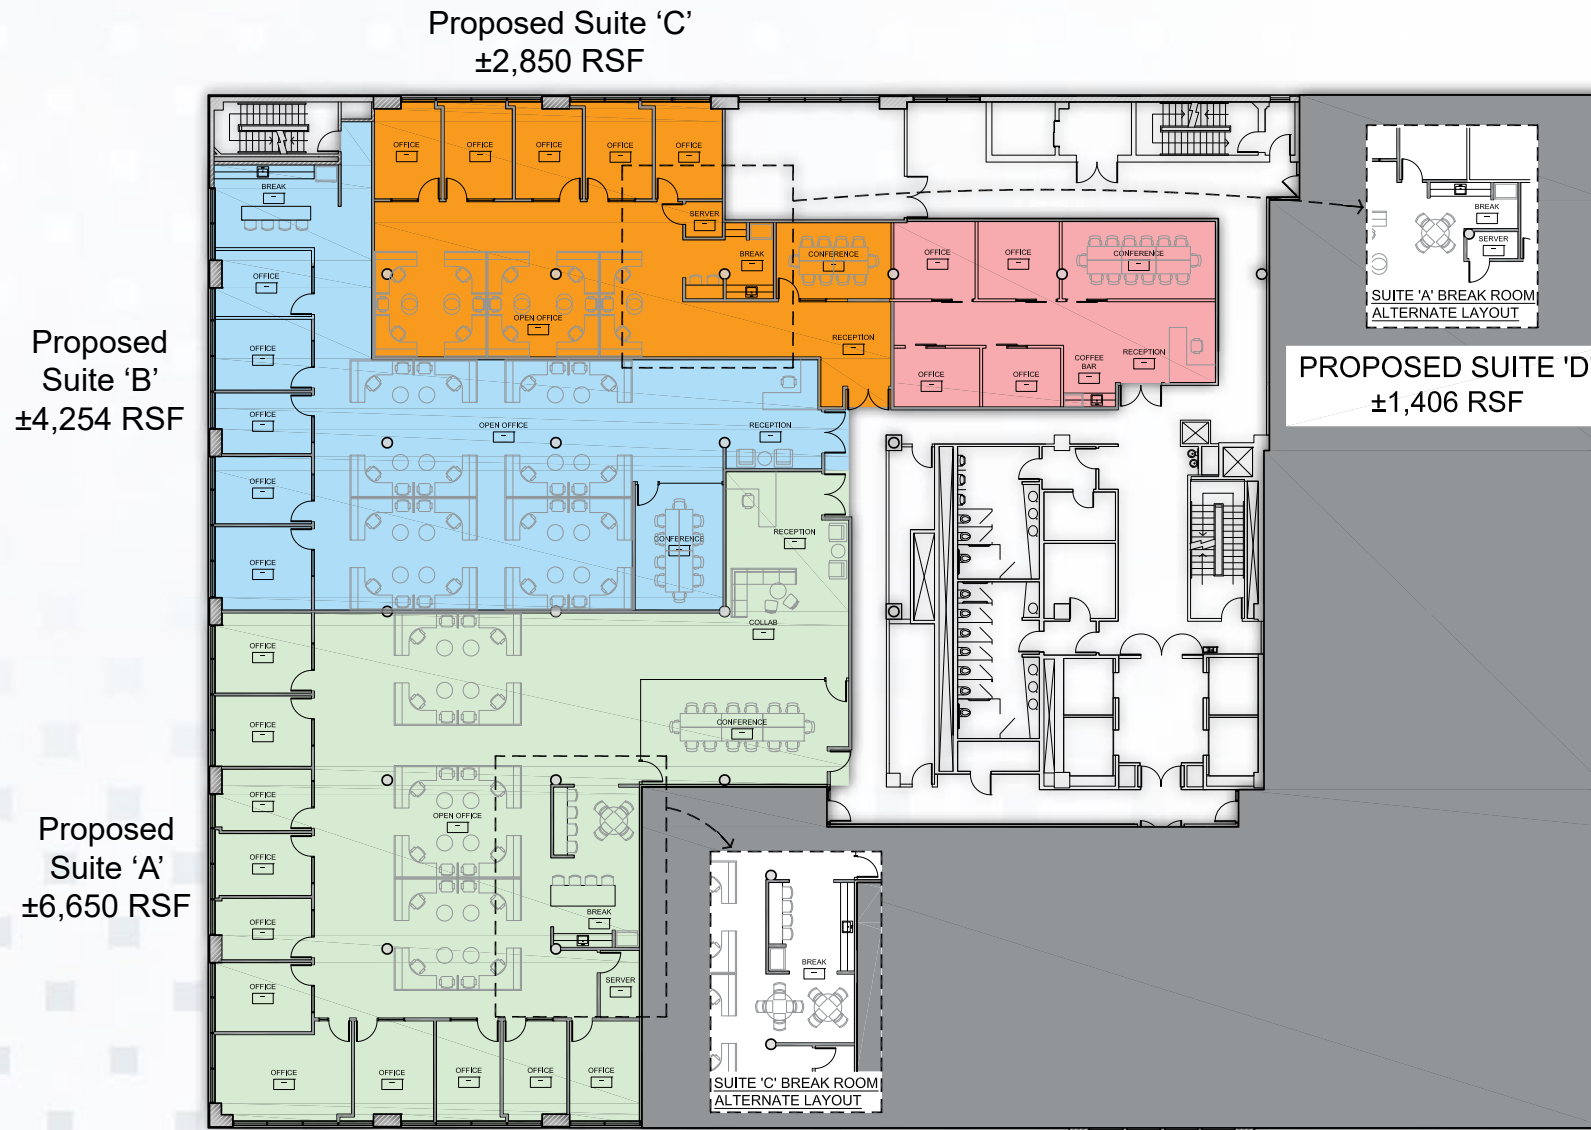 Proposed Suite ‘C’
±2,850 RSF
OFFICE
OFFICE
OFFICE
OFFICE
OFFICE
SERVER
BREAK
CONFERENCE
OPEN OFFICE
RECEPTION
BREAK
OFFICE
OFFICE
OFFICE
OFFICE
OFFICE
OPEN OFFICE
RECEPTION
CONFERENCE
Proposed
Suite ‘B’
±4,254 RSF
OFFICE
OFFICE
CONFERENCE
OFFICE
OFFICE
COFFEE
BAR
RECEPTION
BREAK
SERVER
SUITE 'A' BREAK ROOM
ALTERNATE LAYOUT
PROPOSED SUITE 'D
±1,406 RSF
RECEPTION
COLLAB
CONFERENCE
OFFICE
OFFICE
OFFICE
OFFICE
OFFICE
OFFICE
OPEN OFFICE
BREAK
SERVER
Proposed
Suite ‘A’
±6,650 RSF
OFFICE
OFFICE
OFFICE
OFFICE
OFFICE
BREAK
SUITE 'C' BREAK ROOM
ALTERNATE LAYOUT